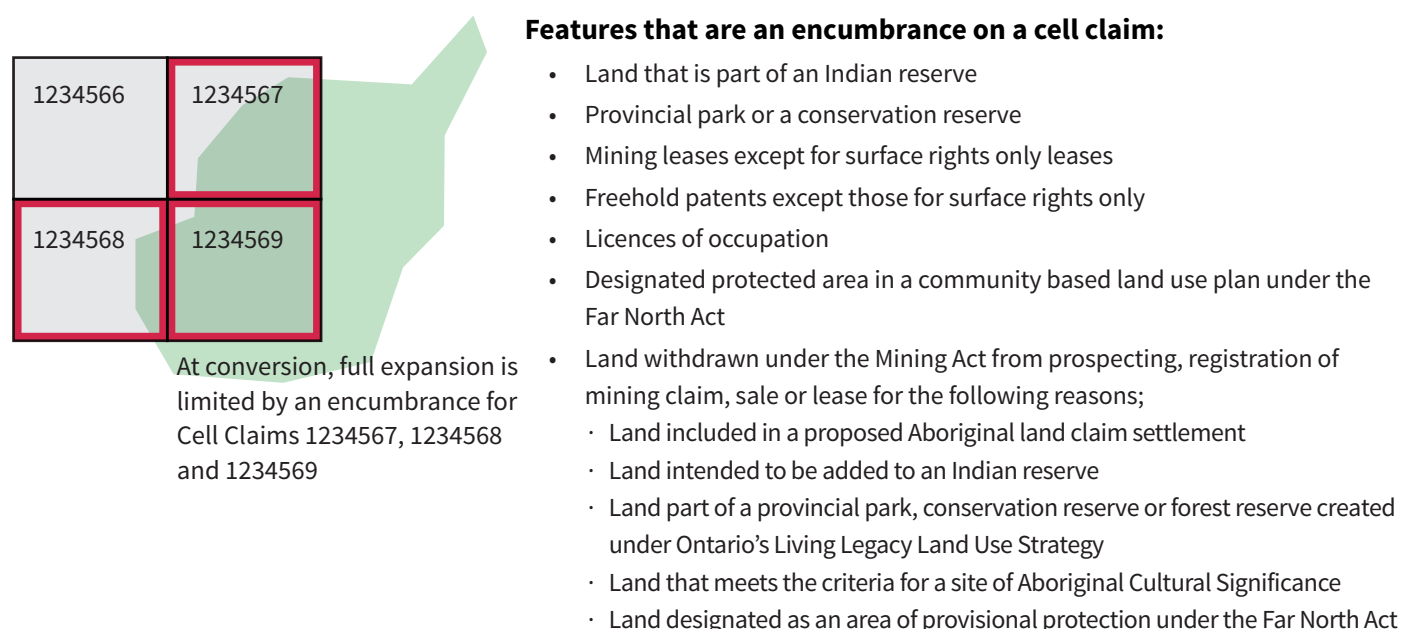 1234566
1234567
1234568
1234569
At conversion, full expansion is
limited by an encumbrance for
Cell Claims 1234567, 1234568
and 1234569
Features that are an encumbrance on a cell claim:
• Land that is part of an Indian reserve
• Provincial park or a conservation reserve
• Mining leases except for surface rights only leases
• Freehold patents except those for surface rights only
• Licences of occupation
• Designated protected area in a community based land use plan under the
Far North Act
• Land withdrawn under the Mining Act from prospecting, registration of
mining claim, sale or lease for the following reasons;
· Land included in a proposed Aboriginal land claim settlement
· Land intended to be added to an Indian reserve
· Land part of a provincial park, conservation reserve or forest reserve created
under Ontario’s Living Legacy Land Use Strategy
· Land that meets the criteria for a site of Aboriginal Cultural Significance
· Land designated as an area of provisional protection under the Far North Act